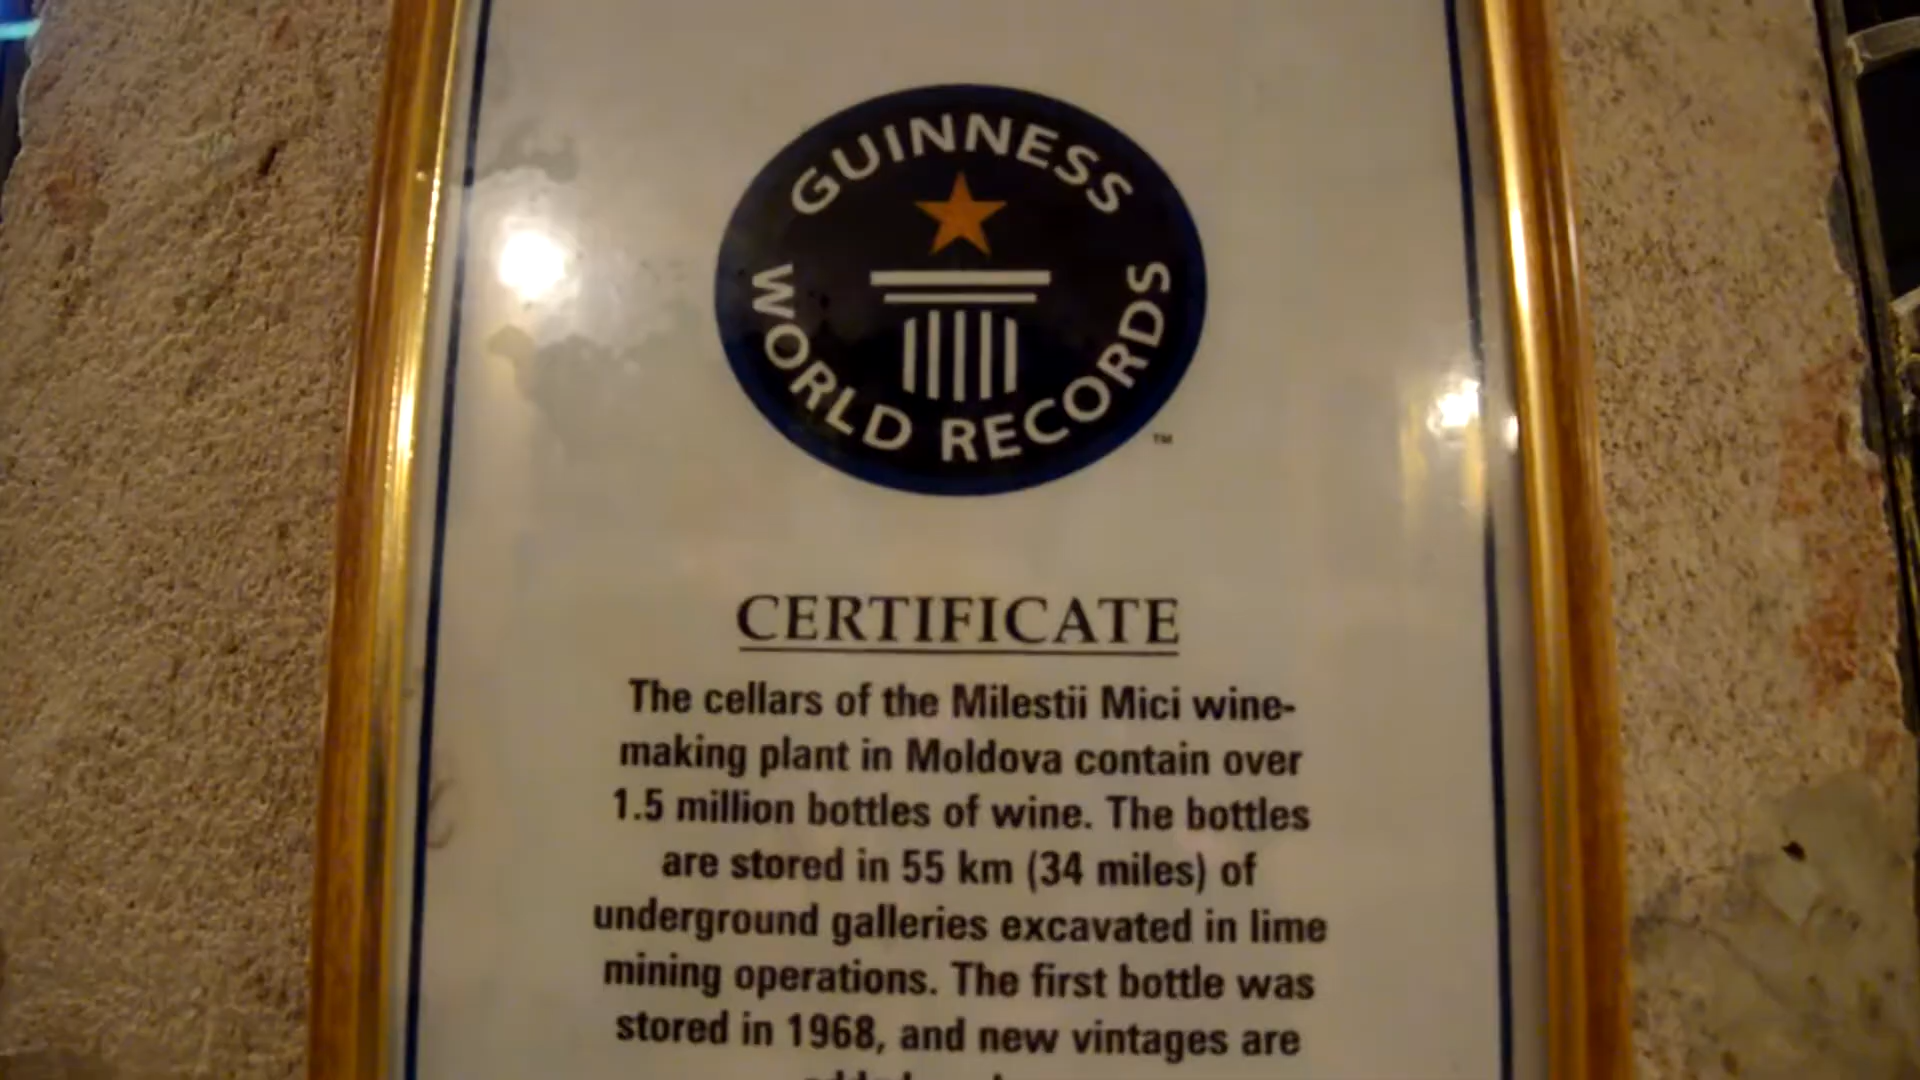 GUINNESS
WORLD RECORDS
TM
CERTIFICATE
The cellars of the Milestii Mici wine-
making plant in Moldova contain over
1.5 million bottles of wine. The bottles
are stored in 55 km (34 miles) of
underground galleries excavated in lime
mining operations. The first bottle was
stored in 1968, and new vintages are